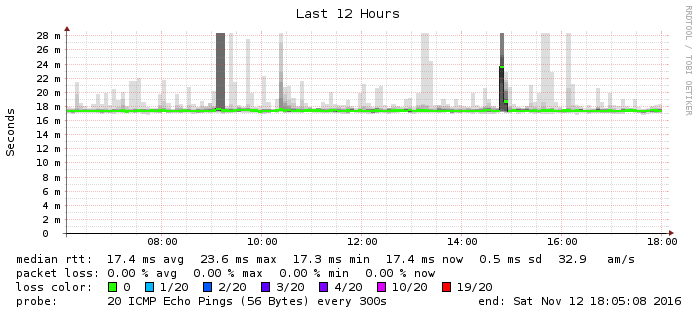 Last 12 Hours
RRDTOOL / TOBI OETIKER
Seconds
28 m
26 m
24 m
22 m
20 m
18 m
16 m
14 m
12 m
10 m
8 m
6 m
4 m
2 m
0
08:00 10:00 12:00 14:00 16:00 18:00
median rtt: 17.4 ms avg 23.6 ms max 17.3 ms min 17.4 ms now 0.5 ms sd 32.9 am/s
packet loss: 0.00 % avg 0.00 % max 0.00 % min 0.00 % now
loss color: 0 1/20 2/20 3/20 4/20 10/20 19/20
probe: 20 ICMP Echo Pings (56 Bytes) every 300s end: Sat Nov 12 18:05:08 2016